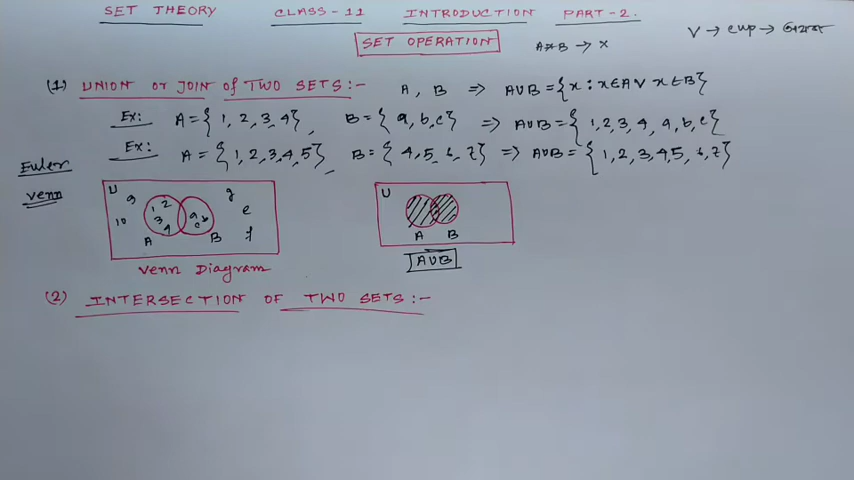 SET THEORY CLASS-11 INTRODUCTION PART-2.
SET OPERATION
A*B → x
V → cup →
(1) UNION or JOIN of TWO SETS:-
A, B ⇒ A∪B = {x : x∈A V x∈B}
Ex: A = {1, 2, 3, 4}, B = {a, b, c} ⇒ A∪B = {1, 2, 3, 4, a, b, c}
Ex: A = {1, 2, 3, 4, 5}, B = {4, 5, 6, 7} ⇒ A∪B = {1, 2, 3, 4, 5, 6, 7}
Euler
Venn
U 9 10 1 2 3 4 a b c g e f A B
Venn Diagram
U A B
A∪B
(2) INTERSECTION OF TWO SETS:-